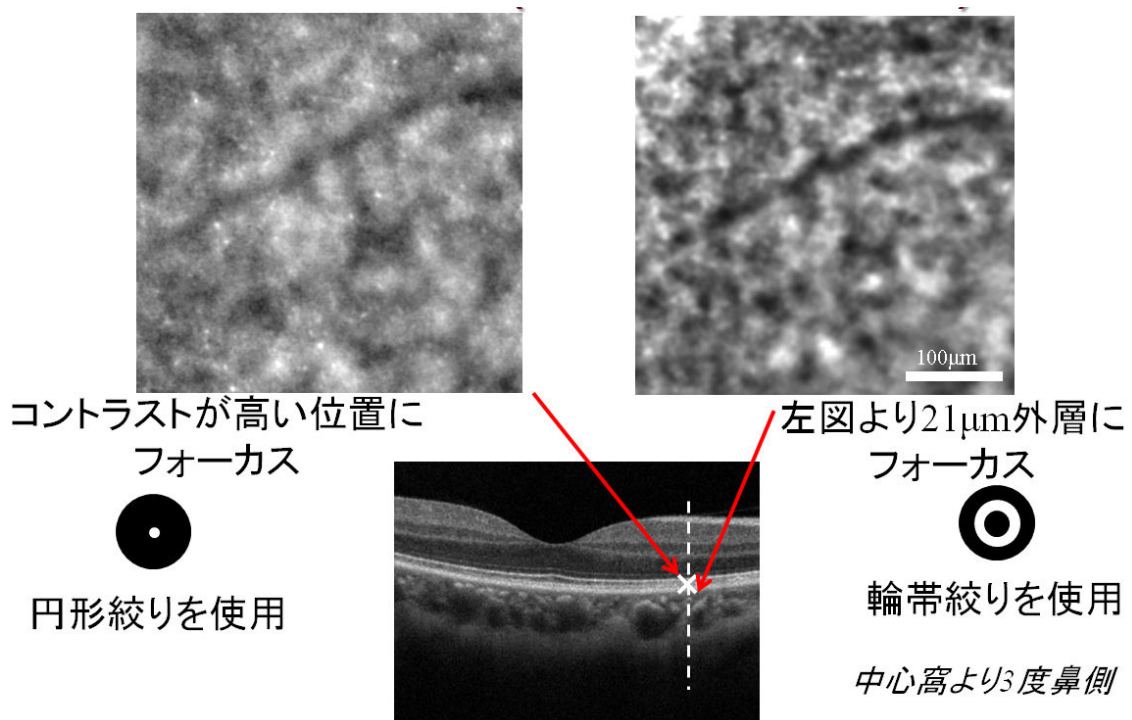 100μm
コントラストが高い位置に
フォーカス
左図より21μm外層に
フォーカス
円形絞りを使用
輪帯絞りを使用
中心窩より3度鼻側